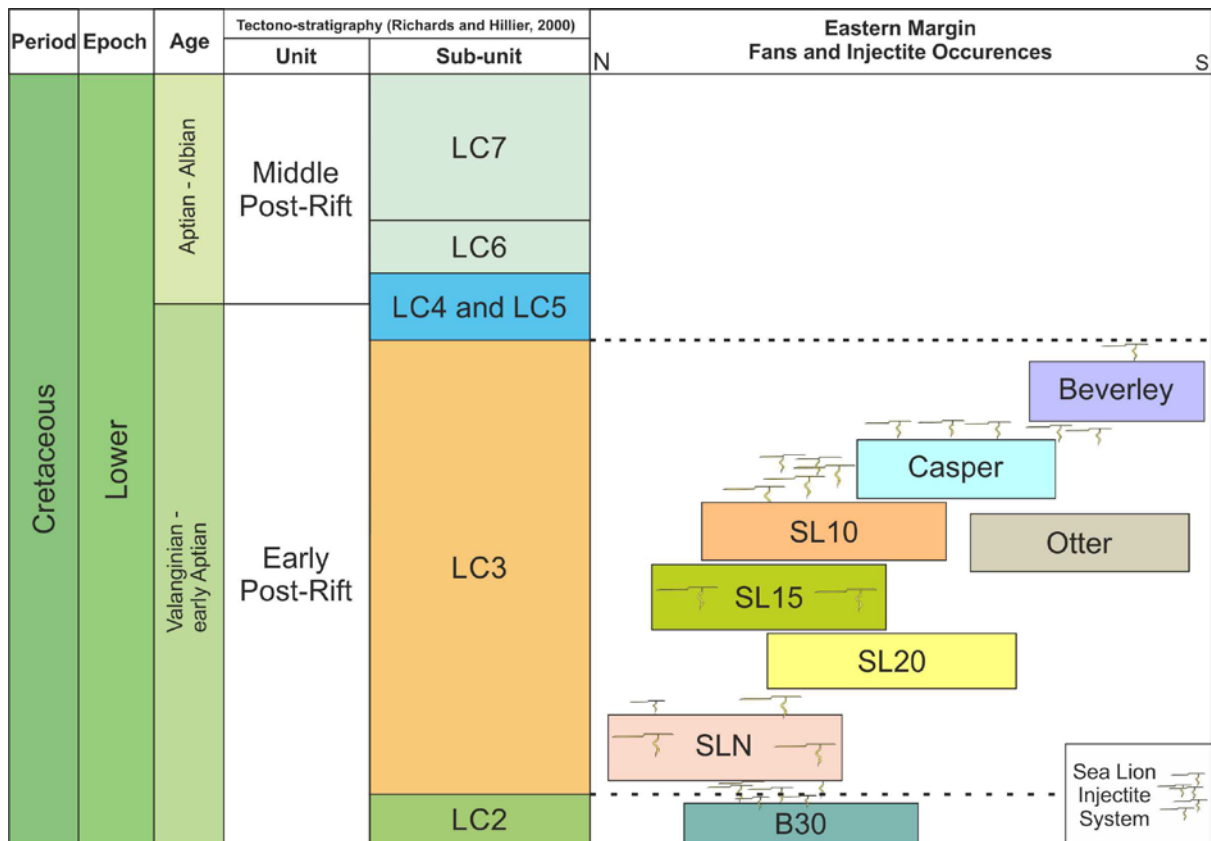 Period
Epoch
Age
Tectono-stratigraphy (Richards and Hillier, 2000)
Unit
Sub-unit
Eastern Margin
Fans and Injectite Occurences
N
S
Cretaceous
Lower
Aptian - Albian
Valanginian -
early Aptian
Middle
Post-Rift
Early
Post-Rift
LC7
LC6
LC4 and LC5
LC3
LC2
Beverley
Casper
SL10
Otter
SL15
SL20
SLN
B30
Sea Lion
Injectite
System